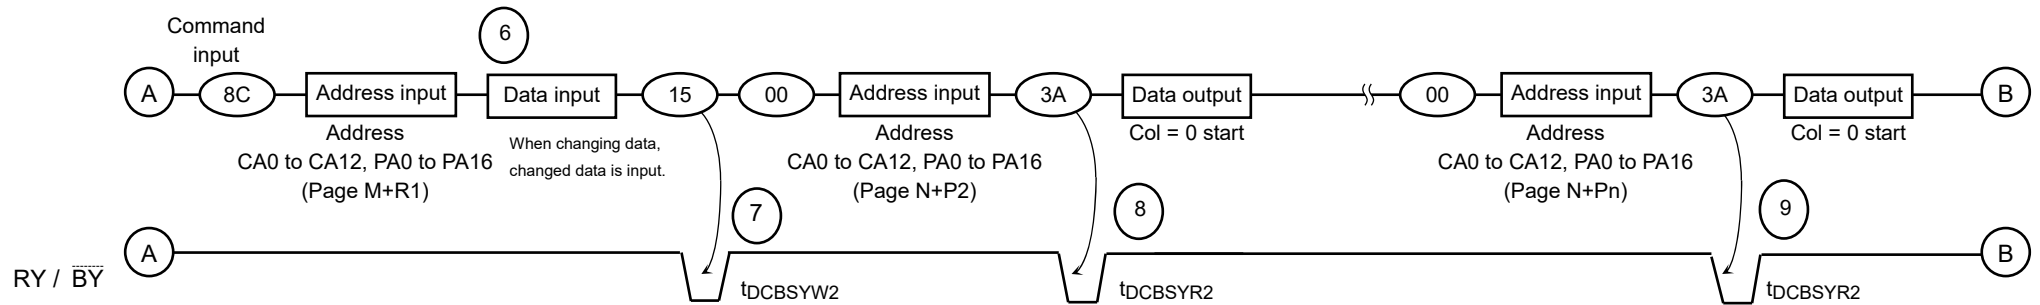 Command
input
6
A
8C
Address input
Data input
15
00
Address input
3A
Data output
00
Address input
3A
Data output
B
Address
CA0 to CA12, PA0 to PA16
(Page M+R1)
When changing data,
changed data is input.
Address
CA0 to CA12, PA0 to PA16
(Page N+P2)
Col = 0 start
Address
CA0 to CA12, PA0 to PA16
(Page N+Pn)
Col = 0 start
7
8
9
A
B
RY / BY
tDCBSYW2
tDCBSYR2
tDCBSYR2